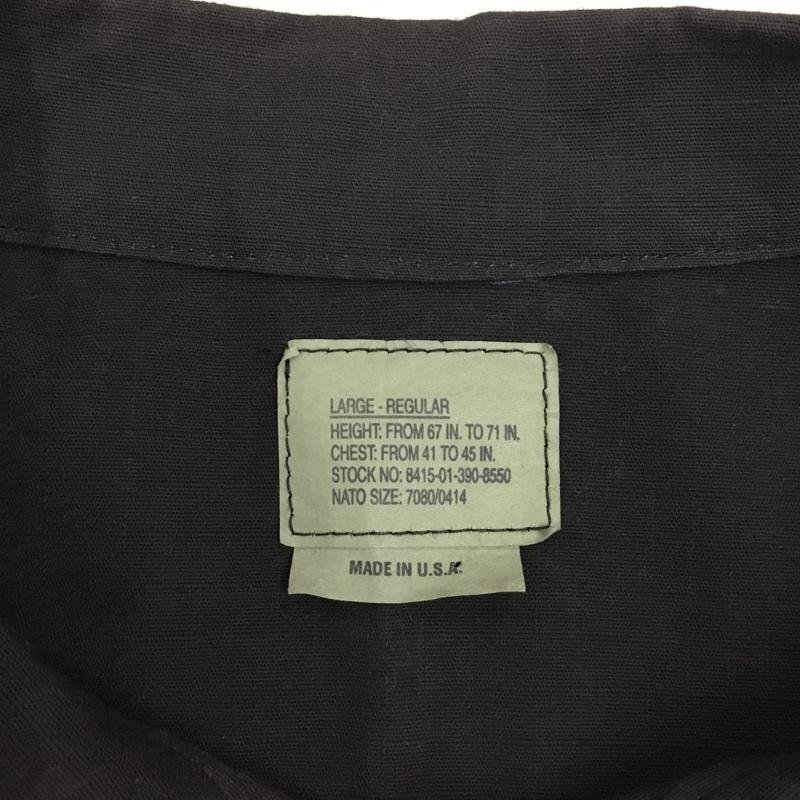 LARGE - REGULAR
HEIGHT: FROM 67 IN. TO 71 IN.
CHEST: FROM 41 TO 45 IN.
STOCK NO: 8415-01-390-8550
NATO SIZE: 7080/0414
MADE IN U.S.A.